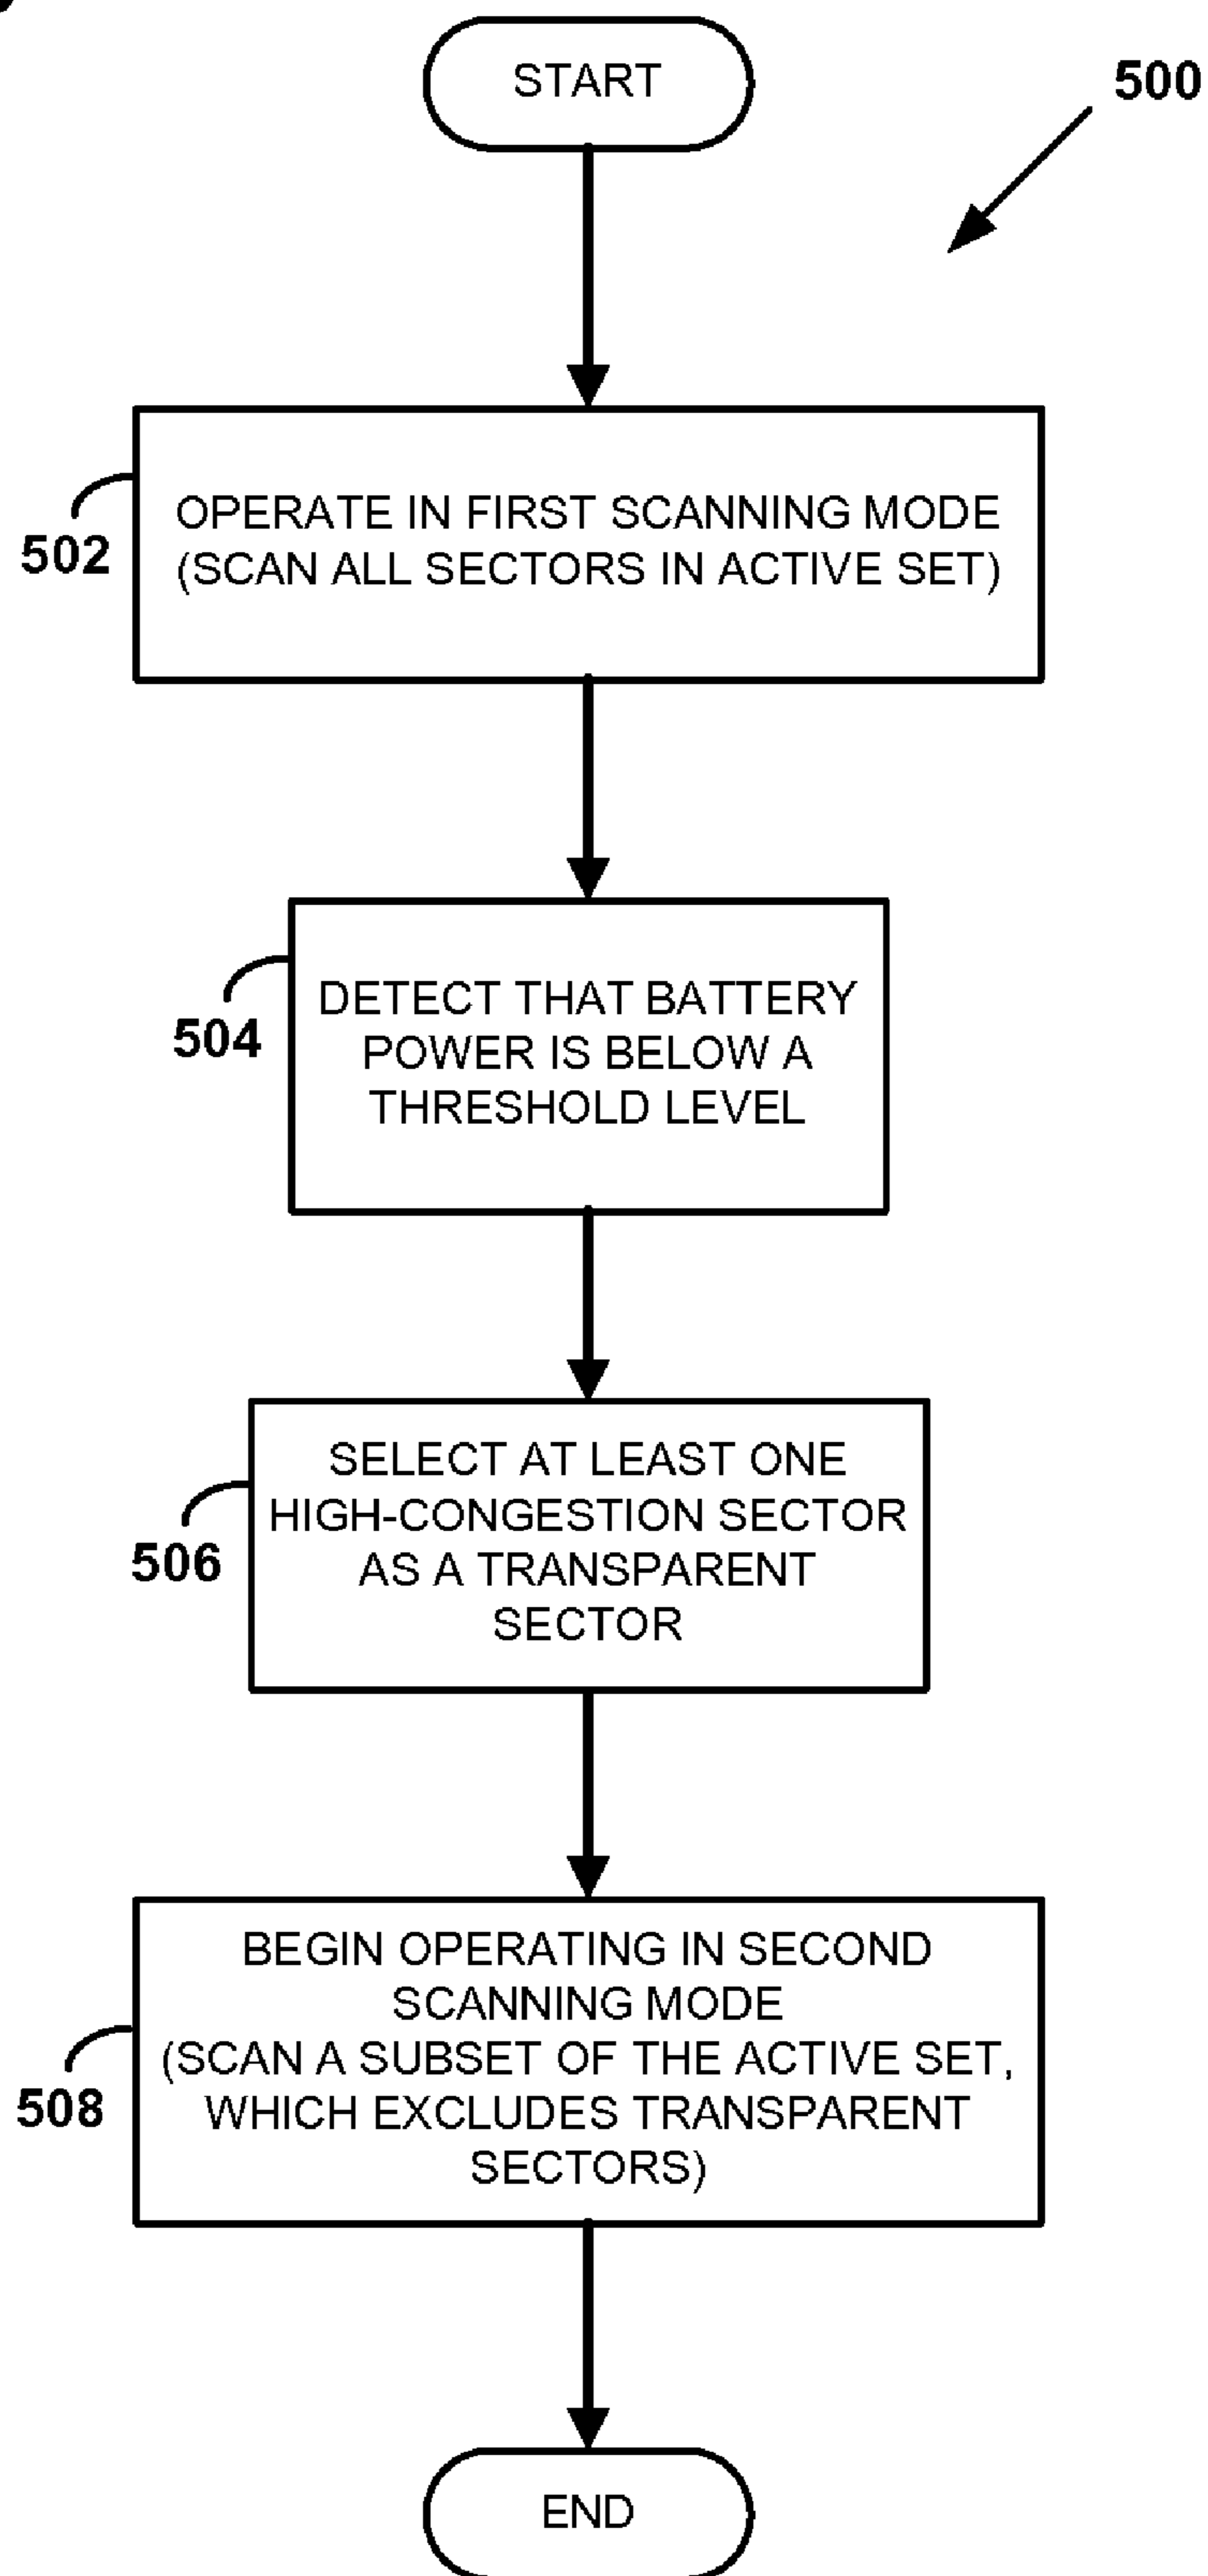 START
500
OPERATE IN FIRST SCANNING MODE
(SCAN ALL SECTORS IN ACTIVE SET)
502
DETECT THAT BATTERY
POWER IS BELOW A
THRESHOLD LEVEL
504
SELECT AT LEAST ONE
HIGH-CONGESTION SECTOR
AS A TRANSPARENT
SECTOR
506
BEGIN OPERATING IN SECOND
SCANNING MODE
(SCAN A SUBSET OF THE ACTIVE SET,
WHICH EXCLUDES TRANSPARENT
SECTORS)
508
END